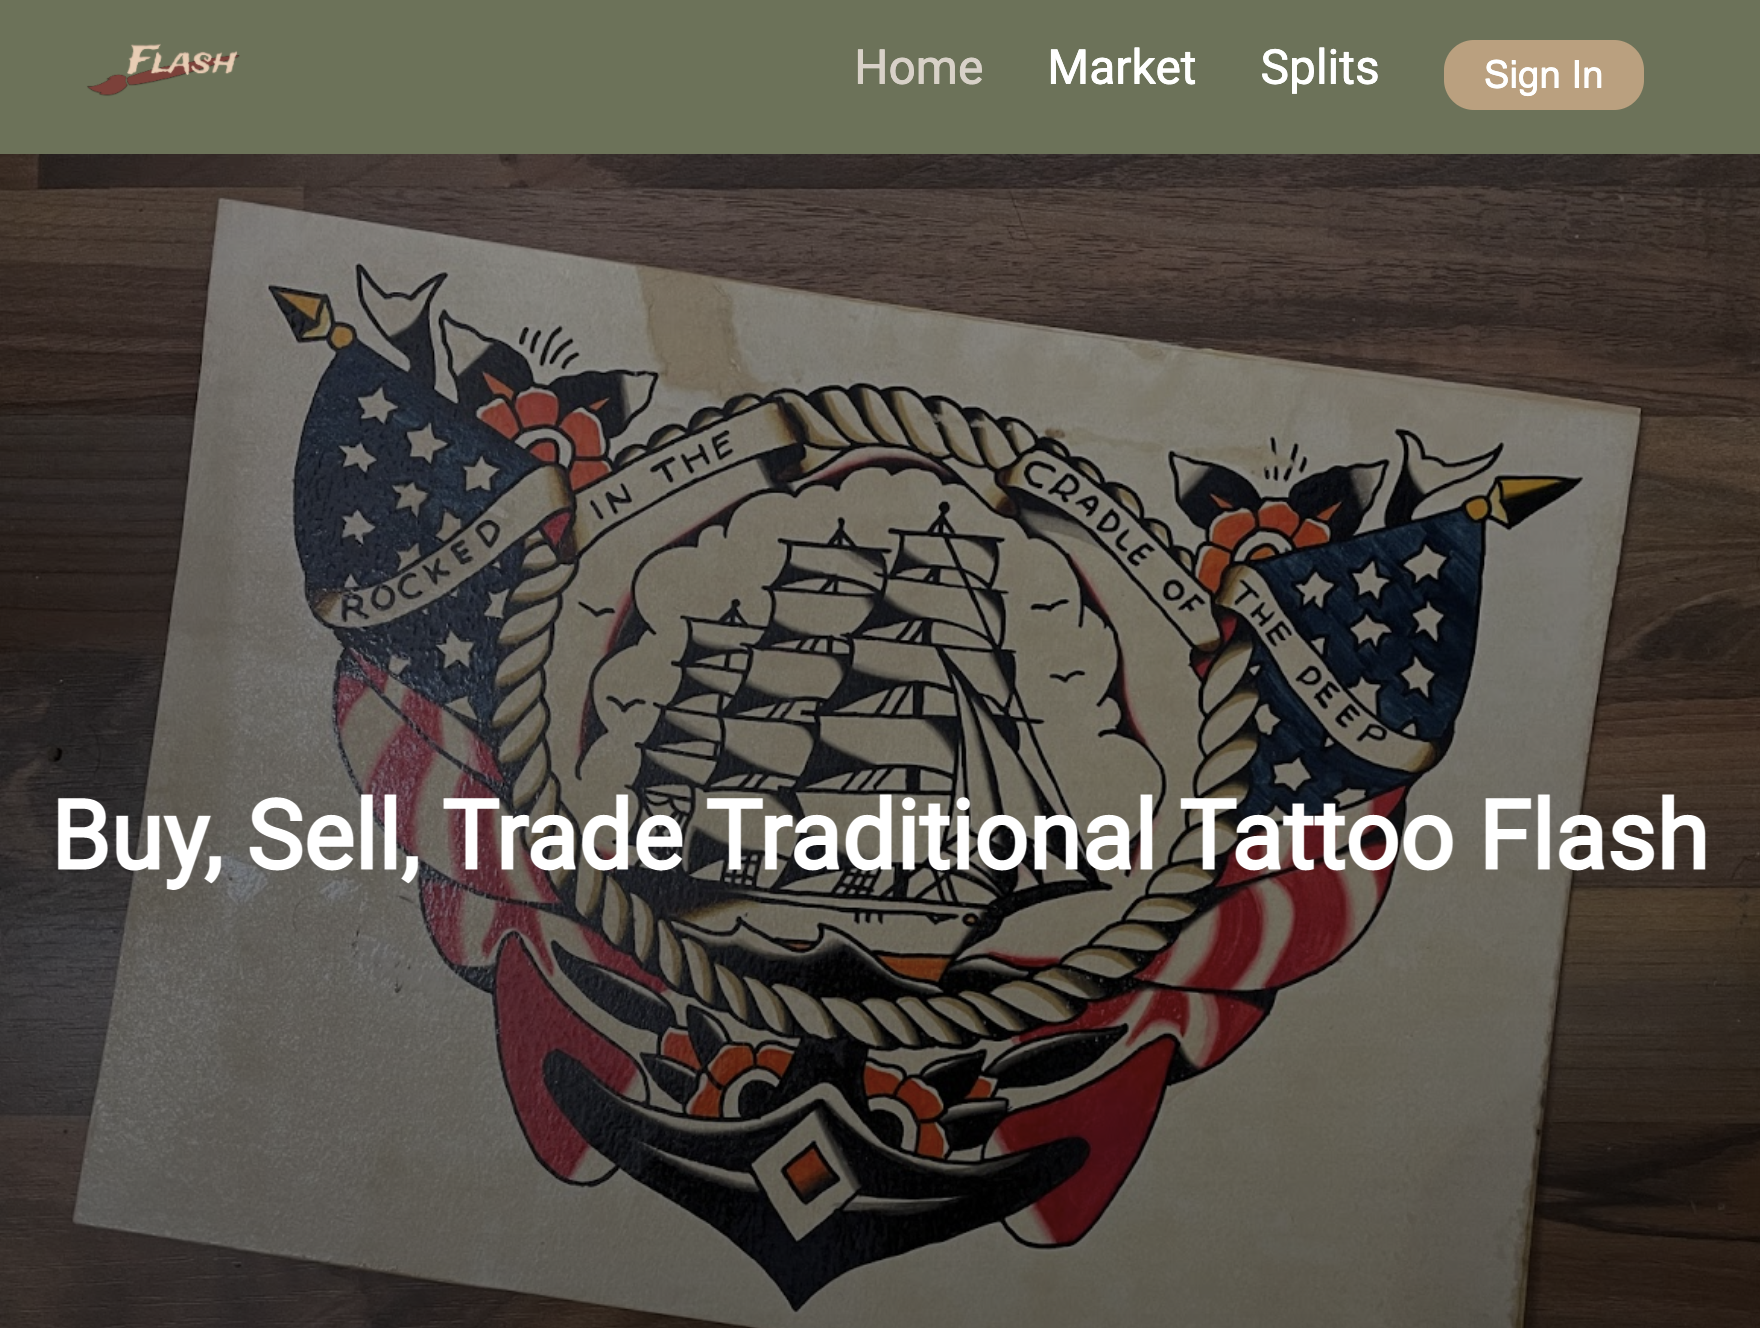 FLASH
Home Market Splits Sign In
ROCKED IN THE CRADLE OF THE DEEP
Buy, Sell, Trade Traditional Tattoo Flash